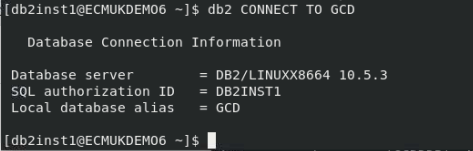 [db2inst1@ECMUKDEMO6 ~]$ db2 CONNECT TO GCD
Database Connection Information
Database server = DB2/LINUXX8664 10.5.3
SQL authorization ID = DB2INST1
Local database alias = GCD
[db2inst1@ECMUKDEMO6 ~]$